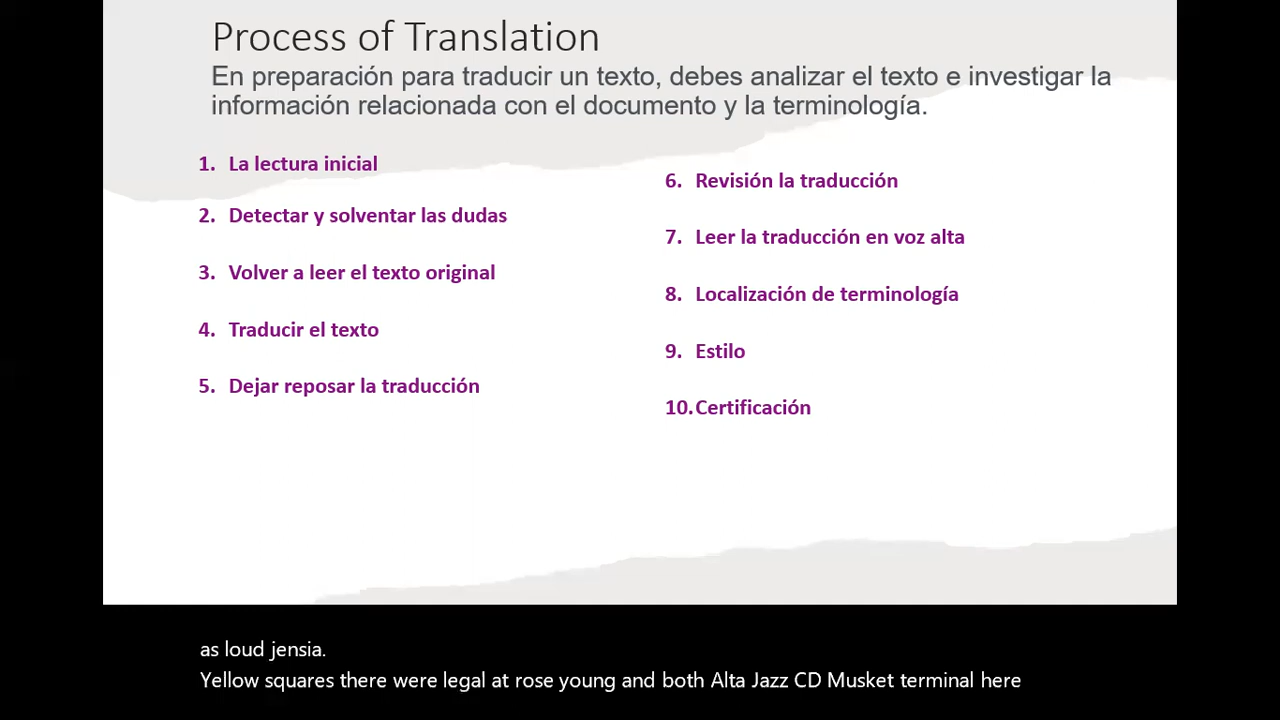 Process of Translation
En preparación para traducir un texto, debes analizar el texto e investigar la
información relacionada con el documento y la terminología.
1. La lectura inicial
2. Detectar y solventar las dudas
3. Volver a leer el texto original
4. Traducir el texto
5. Dejar reposar la traducción
6. Revisión la traducción
7. Leer la traducción en voz alta
8. Localización de terminología
9. Estilo
10. Certificación
as loud jensia.
Yellow squares there were legal at rose young and both Alta Jazz CD Musket terminal here